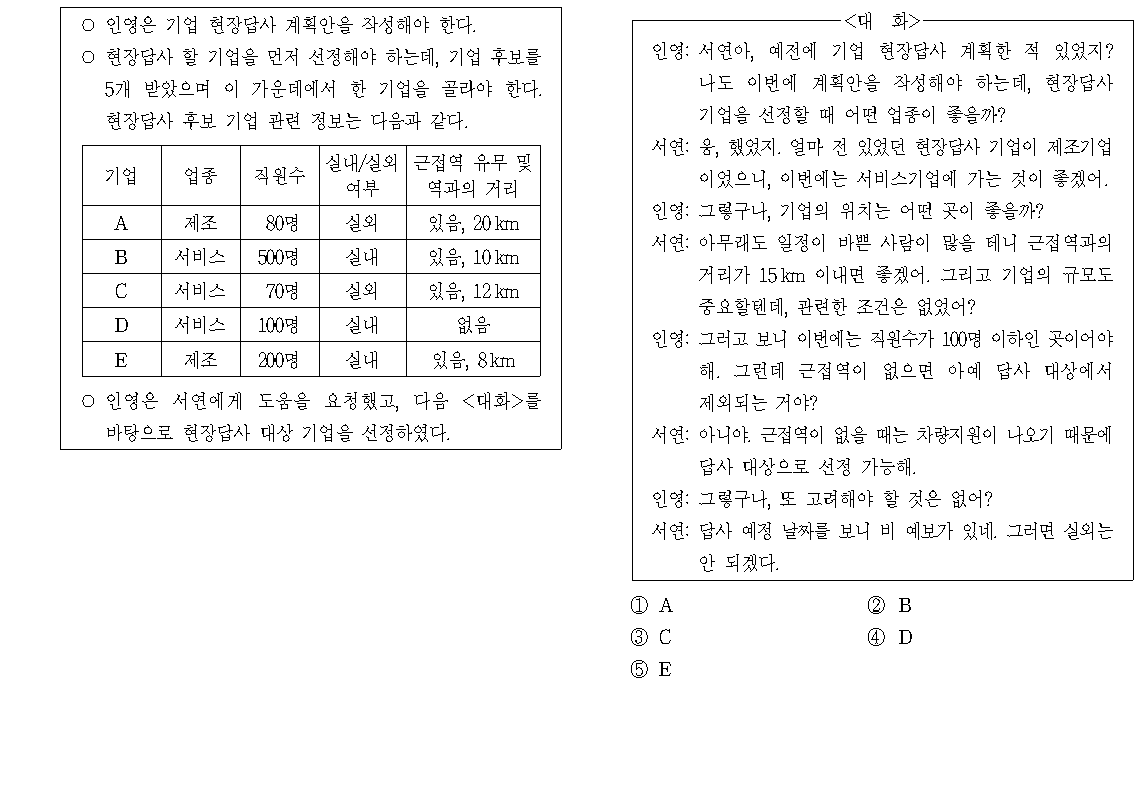 ○ 인영은 기업 현장답사 계획안을 작성해야 한다.
○ 현장답사 할 기업을 먼저 선정해야 하는데, 기업 후보를
5개 받았으며 이 가운데에서 한 기업을 골라야 한다.
현장답사 후보 기업 관련 정보는 다음과 같다.
기업 업종 직원수 실내/실외 여부 근접역 유무 및 역과의 거리
A 제조 80명 실외 있음, 20km
B 서비스 500명 실내 있음, 10km
C 서비스 70명 실외 있음, 12km
D 서비스 100명 실내 없음
E 제조 200명 실내 있음, 8km
○ 인영은 서연에게 도움을 요청했고, 다음 <대화>를
바탕으로 현장답사 대상 기업을 선정하였다.
<대 화>
인영: 서연아, 예전에 기업 현장답사 계획한 적 있었지?
나도 이번에 계획안을 작성해야 하는데, 현장답사
기업을 선정할 때 어떤 업종이 좋을까?
서연: 응, 했었지. 얼마 전 있었던 현장답사 기업이 제조기업
이었으니, 이번에는 서비스기업에 가는 것이 좋겠어.
인영: 그렇구나, 기업의 위치는 어떤 곳이 좋을까?
서연: 아무래도 일정이 바쁜 사람이 많을 테니 근접역과의
거리가 15km 이내면 좋겠어. 그리고 기업의 규모도
중요할텐데, 관련한 조건은 없었어?
인영: 그러고 보니 이번에는 직원수가 100명 이하인 곳이어야
해. 그런데 근접역이 없으면 아예 답사 대상에서
제외되는 거야?
서연: 아니야. 근접역이 없을 때는 차량지원이 나오기 때문에
답사 대상으로 선정 가능해.
인영: 그렇구나, 또 고려해야 할 것은 없어?
서연: 답사 예정 날짜를 보니 비 예보가 있네. 그러면 실외는
안 되겠다.
① A ② B
③ C ④ D
⑤ E